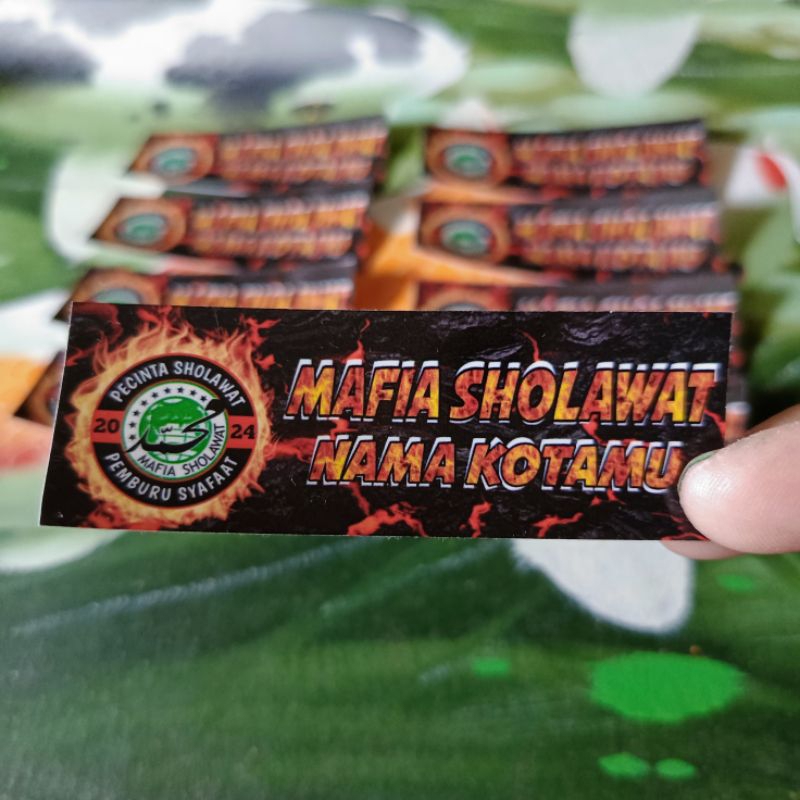 PECINTA SHOLAWAT
20 24
MAFIA SHOLAWAT
PEMBURU SYAFAAT
MAFIA SHOLAWAT
NAMA KOTAMU